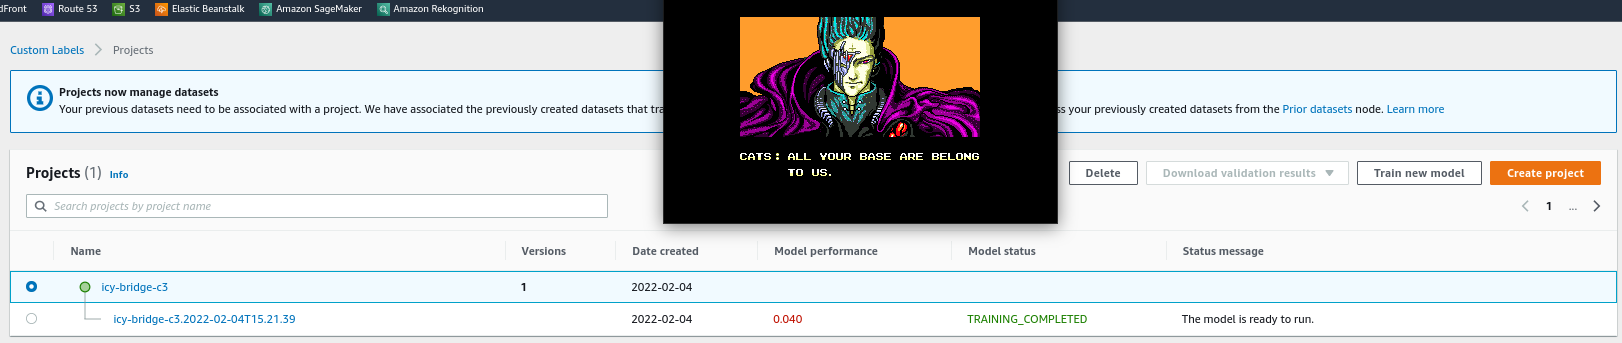 dFront Route 53 S3 Elastic Beanstalk Amazon SageMaker Amazon Rekognition
Custom Labels Projects
Projects now manage datasets
Your previous datasets need to be associated with a project. We have associated the previously created datasets that tra
ss your previously created datasets from the Prior datasets node. Learn more
CATS: ALL YOUR BASE ARE BELONG
TO US.
Projects (1) Info
Delete Download validation results Train new model Create project
Search projects by project name
1 ...
Name Versions Date created Model performance Model status Status message
icy-bridge-c3 1 2022-02-04
icy-bridge-c3.2022-02-04T15.21.39 2022-02-04 0.040 TRAINING_COMPLETED The model is ready to run.